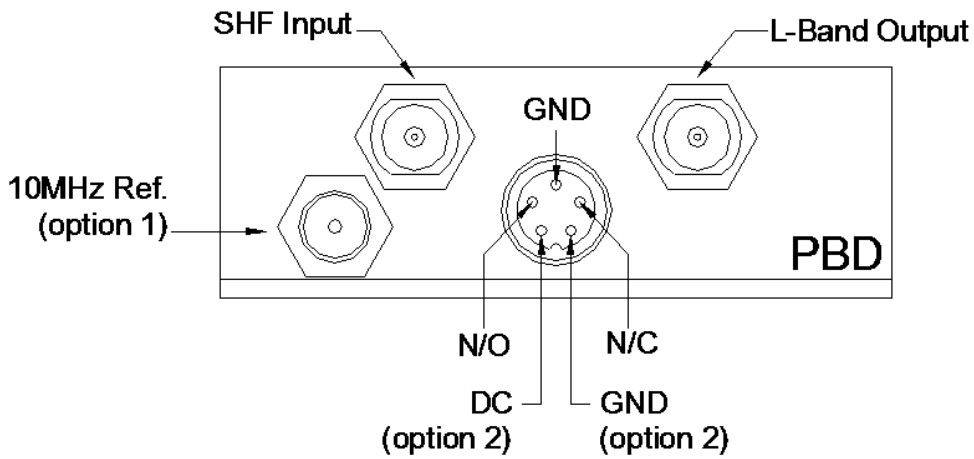 SHF Input
L-Band Output
GND
10MHz Ref.
(option 1)
PBD
N/O
N/C
DC
(option 2)
GND
(option 2)